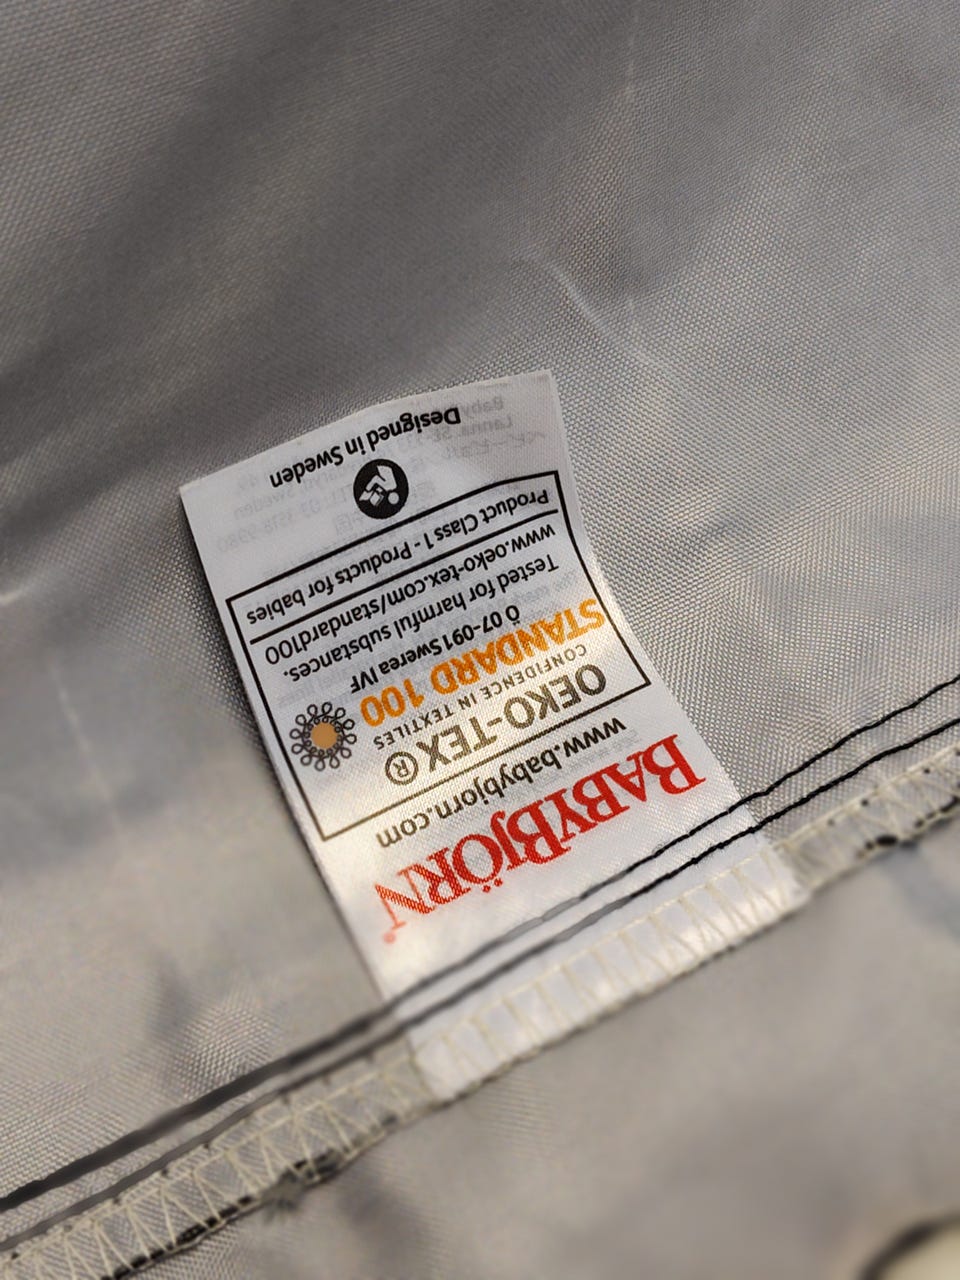 BABYBJÖRN®
www.babybjorn.com
OEKO-TEX®
CONFIDENCE IN TEXTILES
STANDARD 100
Ö 07-091 Swerea IVF
Tested for harmful substances.
www.oeko-tex.com/standard100
Product Class 1 - Products for babies
Designed in Sweden